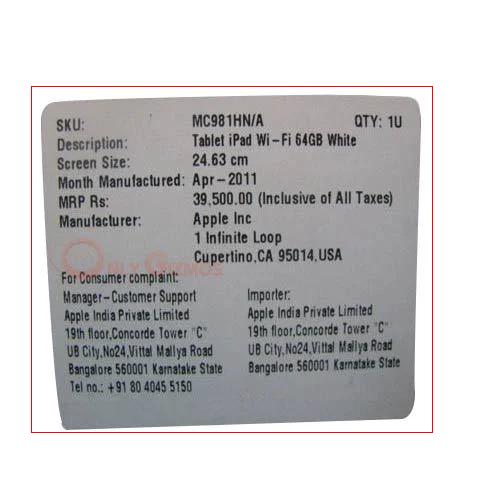 SKU: MC981HN/A QTY: 1U
Description: Tablet iPad Wi-Fi 64GB White
Screen Size: 24.63 cm
Month Manufactured: Apr-2011
MRP Rs: 39,500.00 (Inclusive of All Taxes)
Manufacturer: Apple Inc
1 Infinite Loop
Cupertino,CA 95014,USA
ONLY GIZMOS
For Consumer complaint:
Manager-Customer Support
Apple India Private Limited
19th floor,Concorde Tower "C"
UB City,No24,Vittal Mallya Road
Bangalore 560001 Karnatake State
Tel no.: +91 80 4045 5150
Importer:
Apple India Private Limited
19th floor,Concorde Tower "C"
UB City,No24,Vittal Mallya Road
Bangalore 560001 Karnatake State